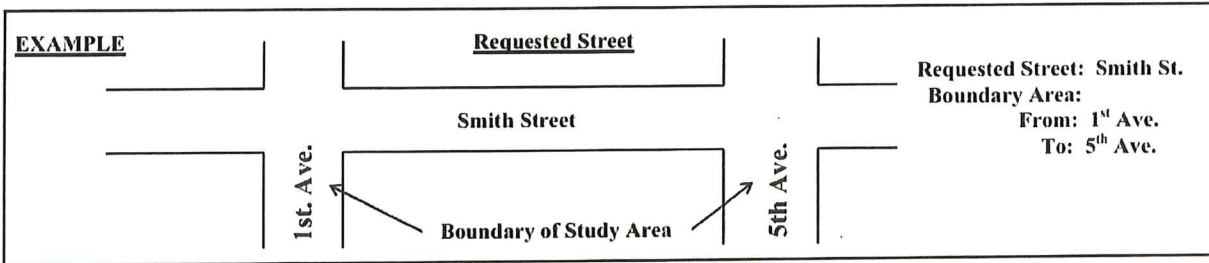 EXAMPLE
Requested Street
Smith Street
1st. Ave.
5th Ave.
Boundary of Study Area
Requested Street: Smith St.
Boundary Area:
From: 1st Ave.
To: 5th Ave.